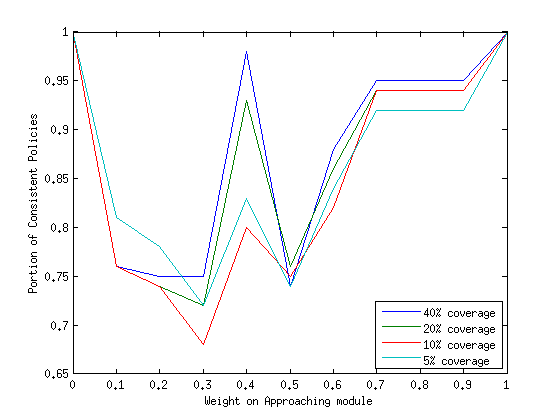 1
0.95
0.9
0.85
0.8
0.75
0.7
0.65
Portion of Consistent Policies
40% coverage
20% coverage
10% coverage
5% coverage
0 0.1 0.2 0.3 0.4 0.5 0.6 0.7 0.8 0.9 1
Weight on Approaching module